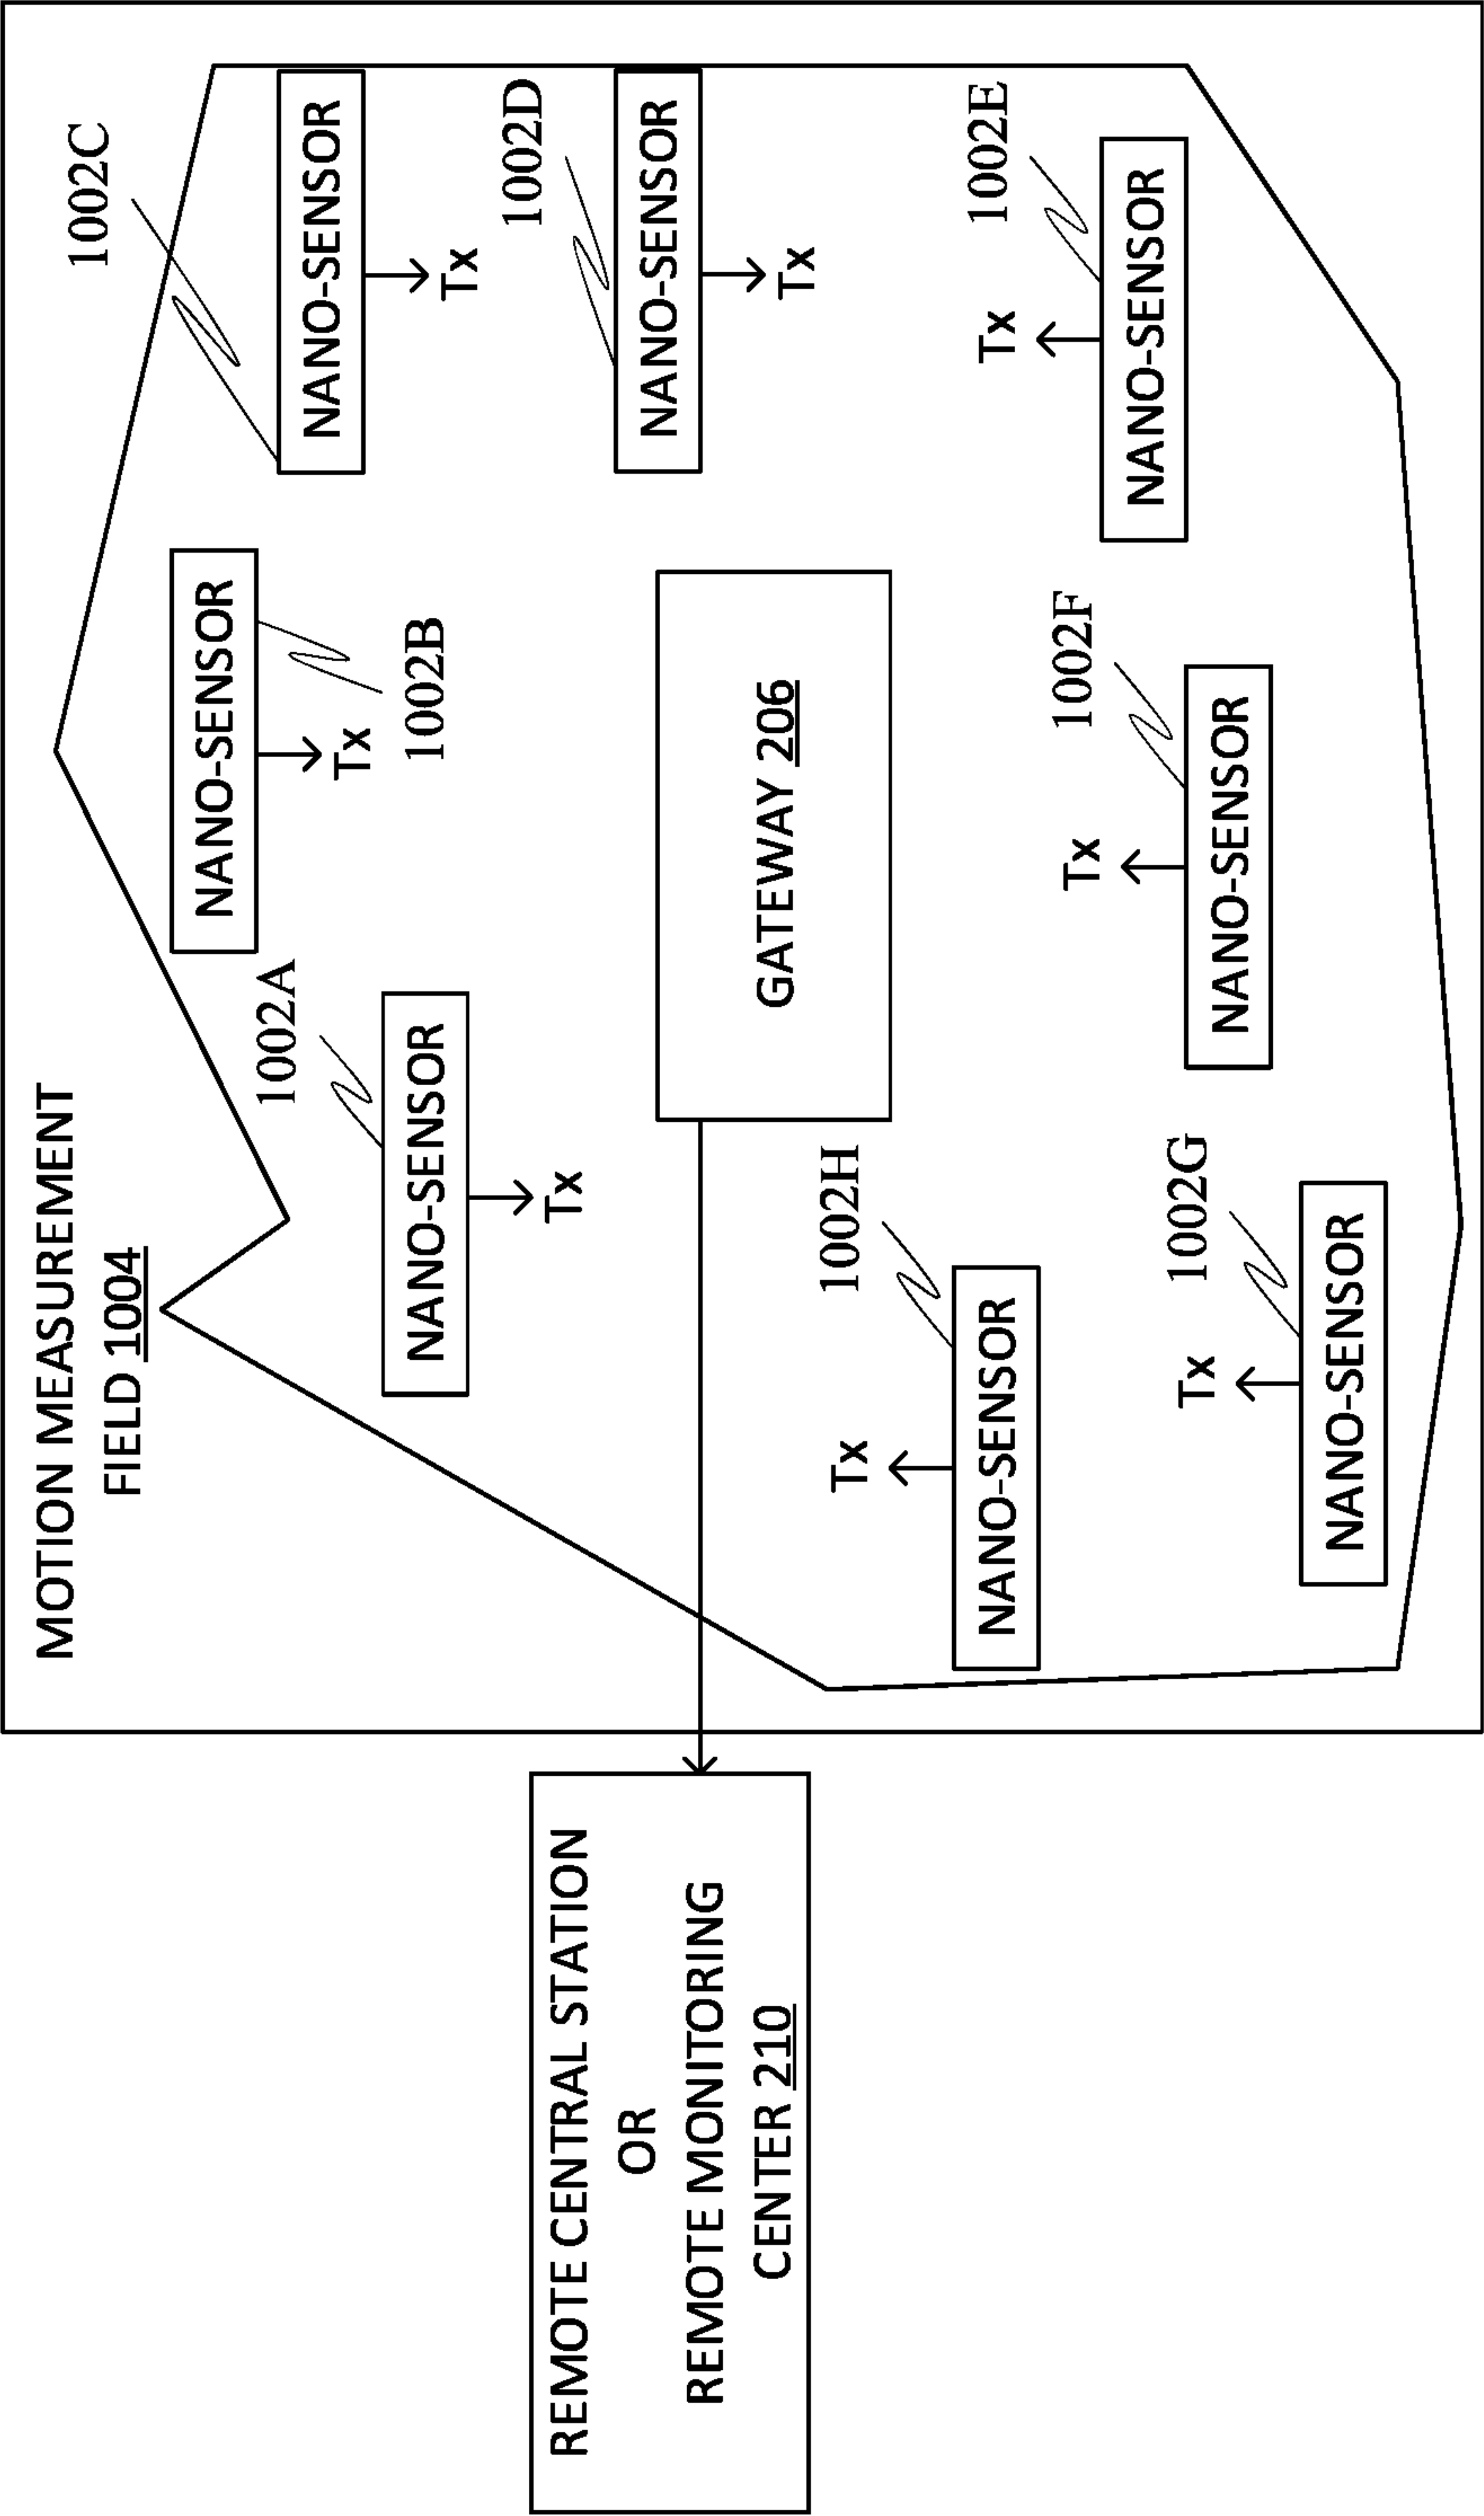 MOTION MEASUREMENT
FIELD 1004
1002C
NANO-SENSOR
Tx
1002D
NANO-SENSOR
Tx
NANO-SENSOR
Tx
1002B
1002A
NANO-SENSOR
Tx
GATEWAY 206
1002E
Tx
NANO-SENSOR
1002F
Tx
NANO-SENSOR
1002H
Tx
NANO-SENSOR
1002G
Tx
NANO-SENSOR
REMOTE CENTRAL STATION
OR
REMOTE MONITORING
CENTER 210